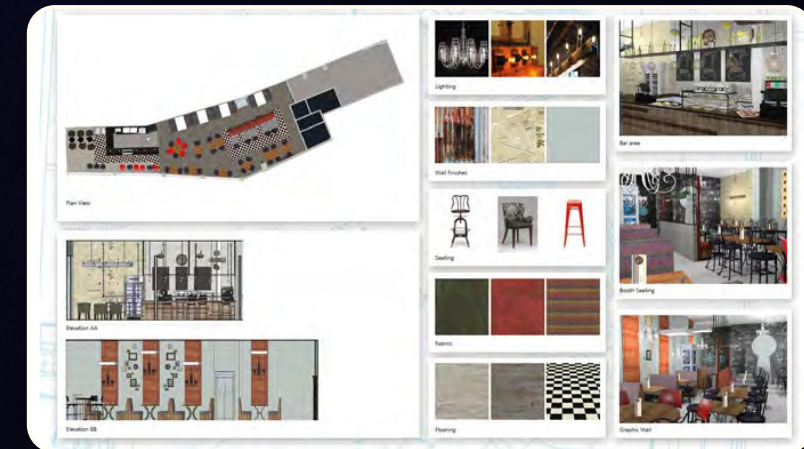 Plan View
Elevation AA
Elevation BB
Lighting
Wall Finishes
Seating
Fabrics
Flooring
Bar area
Booth Seating
Graphic Wall